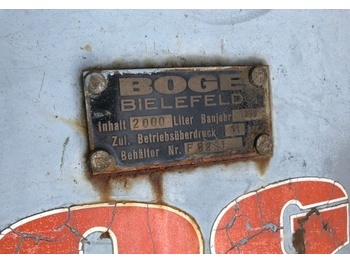 BOGE
BIELEFELD
Inhalt 2000 Liter Baujahr
Zul. Betriebsüberdruck
Behälter Nr.